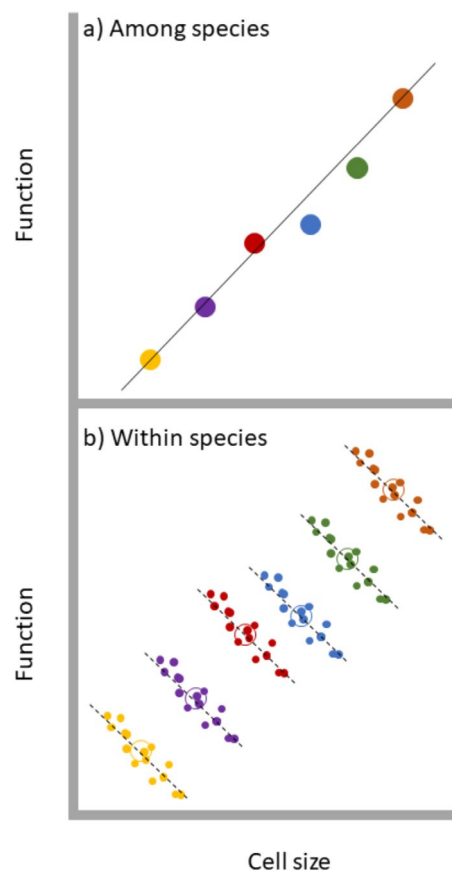 a) Among species
Function
b) Within species
Function
Cell size